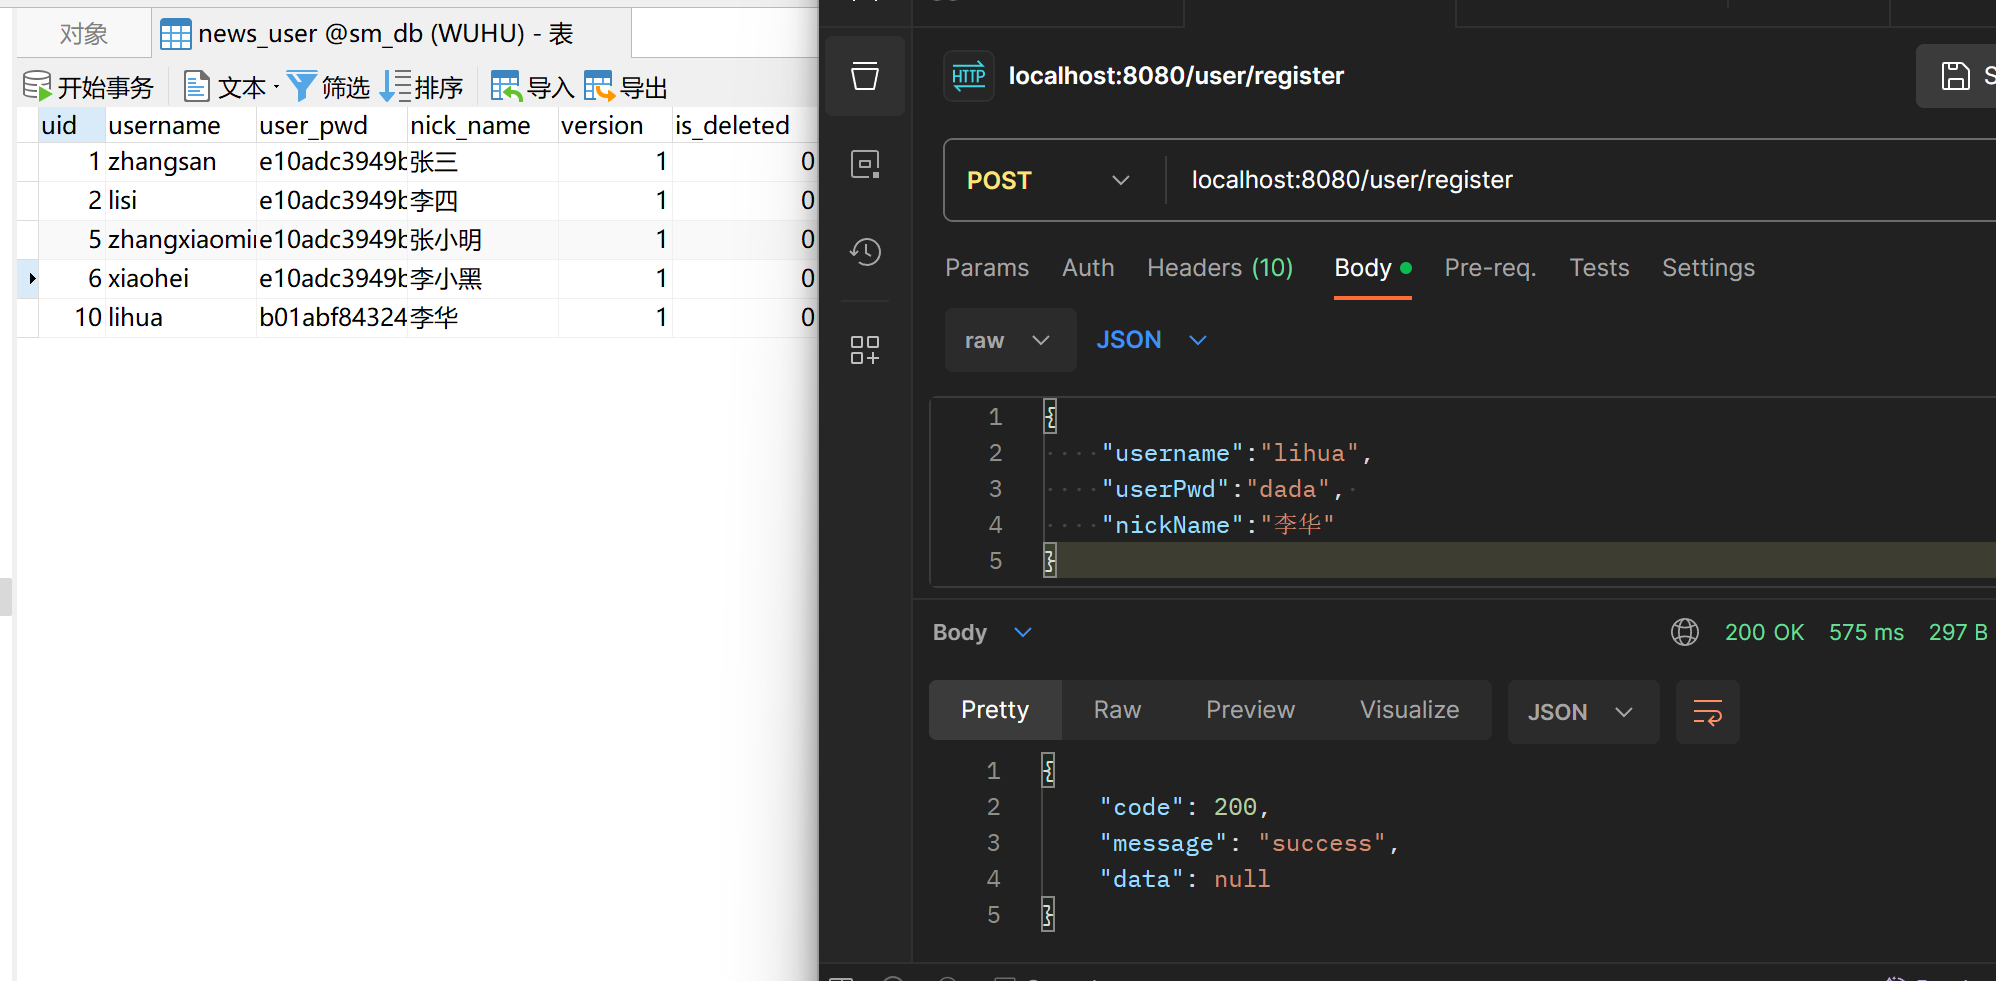 对象
news_user @sm_db (WUHU) - 表
开始事务 文本 筛选 排序 导入 导出
uid username user_pwd nick_name version is_deleted
1 zhangsan e10adc3949b 张三 1 0
2 lisi e10adc3949b 李四 1 0
5 zhangxiaomin e10adc3949b 张小明 1 0
6 xiaohei e10adc3949b 李小黑 1 0
10 lihua b01abf84324 李华 1 0
HTTP localhost:8080/user/register
S
POST localhost:8080/user/register
Params Auth Headers (10) Body Pre-req. Tests Settings
raw JSON
1 {
2 "username":"lihua",
3 "userPwd":"dada",
4 "nickName":"李华"
5 }
Body 200 OK 575 ms 297 B
Pretty Raw Preview Visualize JSON
1 {
2 "code": 200,
3 "message": "success",
4 "data": null
5 }